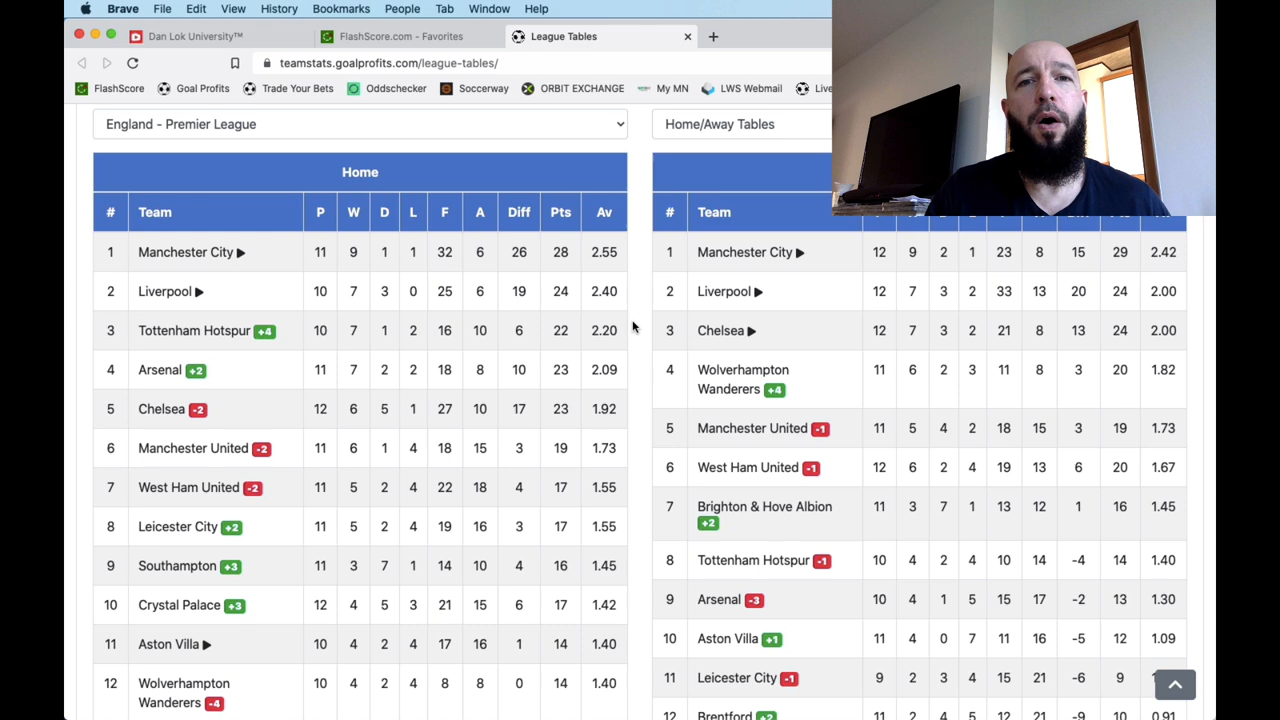 Brave File Edit View History Bookmarks People Tab Window Help
Dan Lok University™ FlashScore.com - Favorites League Tables
teamstats.goalprofits.com/league-tables/
FlashScore Goal Profits Trade Your Bets Oddschecker Soccerway ORBIT EXCHANGE My MN LWS Webmail Live
England - Premier League Home/Away Tables
Home
# Team P W D L F A Diff Pts Av
1 Manchester City 11 9 1 1 32 6 26 28 2.55
2 Liverpool 10 7 3 0 25 6 19 24 2.40
3 Tottenham Hotspur +4 10 7 1 2 16 10 6 22 2.20
4 Arsenal +2 11 7 2 2 18 8 10 23 2.09
5 Chelsea -2 12 6 5 1 27 10 17 23 1.92
6 Manchester United -2 11 6 1 4 18 15 3 19 1.73
7 West Ham United -2 11 5 2 4 22 18 4 17 1.55
8 Leicester City +2 11 5 2 4 19 16 3 17 1.55
9 Southampton +3 11 3 7 1 14 10 4 16 1.45
10 Crystal Palace +3 12 4 5 3 21 15 6 17 1.42
11 Aston Villa 10 4 2 4 17 16 1 14 1.40
12 Wolverhampton Wanderers -4 10 4 2 4 8 8 0 14 1.40
# Team
1 Manchester City 12 9 2 1 23 8 15 29 2.42
2 Liverpool 12 7 3 2 33 13 20 24 2.00
3 Chelsea 12 7 3 2 21 8 13 24 2.00
4 Wolverhampton Wanderers +4 11 6 2 3 11 8 3 20 1.82
5 Manchester United -1 11 5 4 2 18 15 3 19 1.73
6 West Ham United -1 12 6 2 4 19 13 6 20 1.67
7 Brighton & Hove Albion +2 11 3 7 1 13 12 1 16 1.45
8 Tottenham Hotspur -1 10 4 2 4 10 14 -4 14 1.40
9 Arsenal -3 10 4 1 5 15 17 -2 13 1.30
10 Aston Villa +1 11 4 0 7 11 16 -5 12 1.09
11 Leicester City -1 9 2 3 4 15 21 -6 9
12 Brentford +2 11 2 4 5 12 21 -9 10 0.91